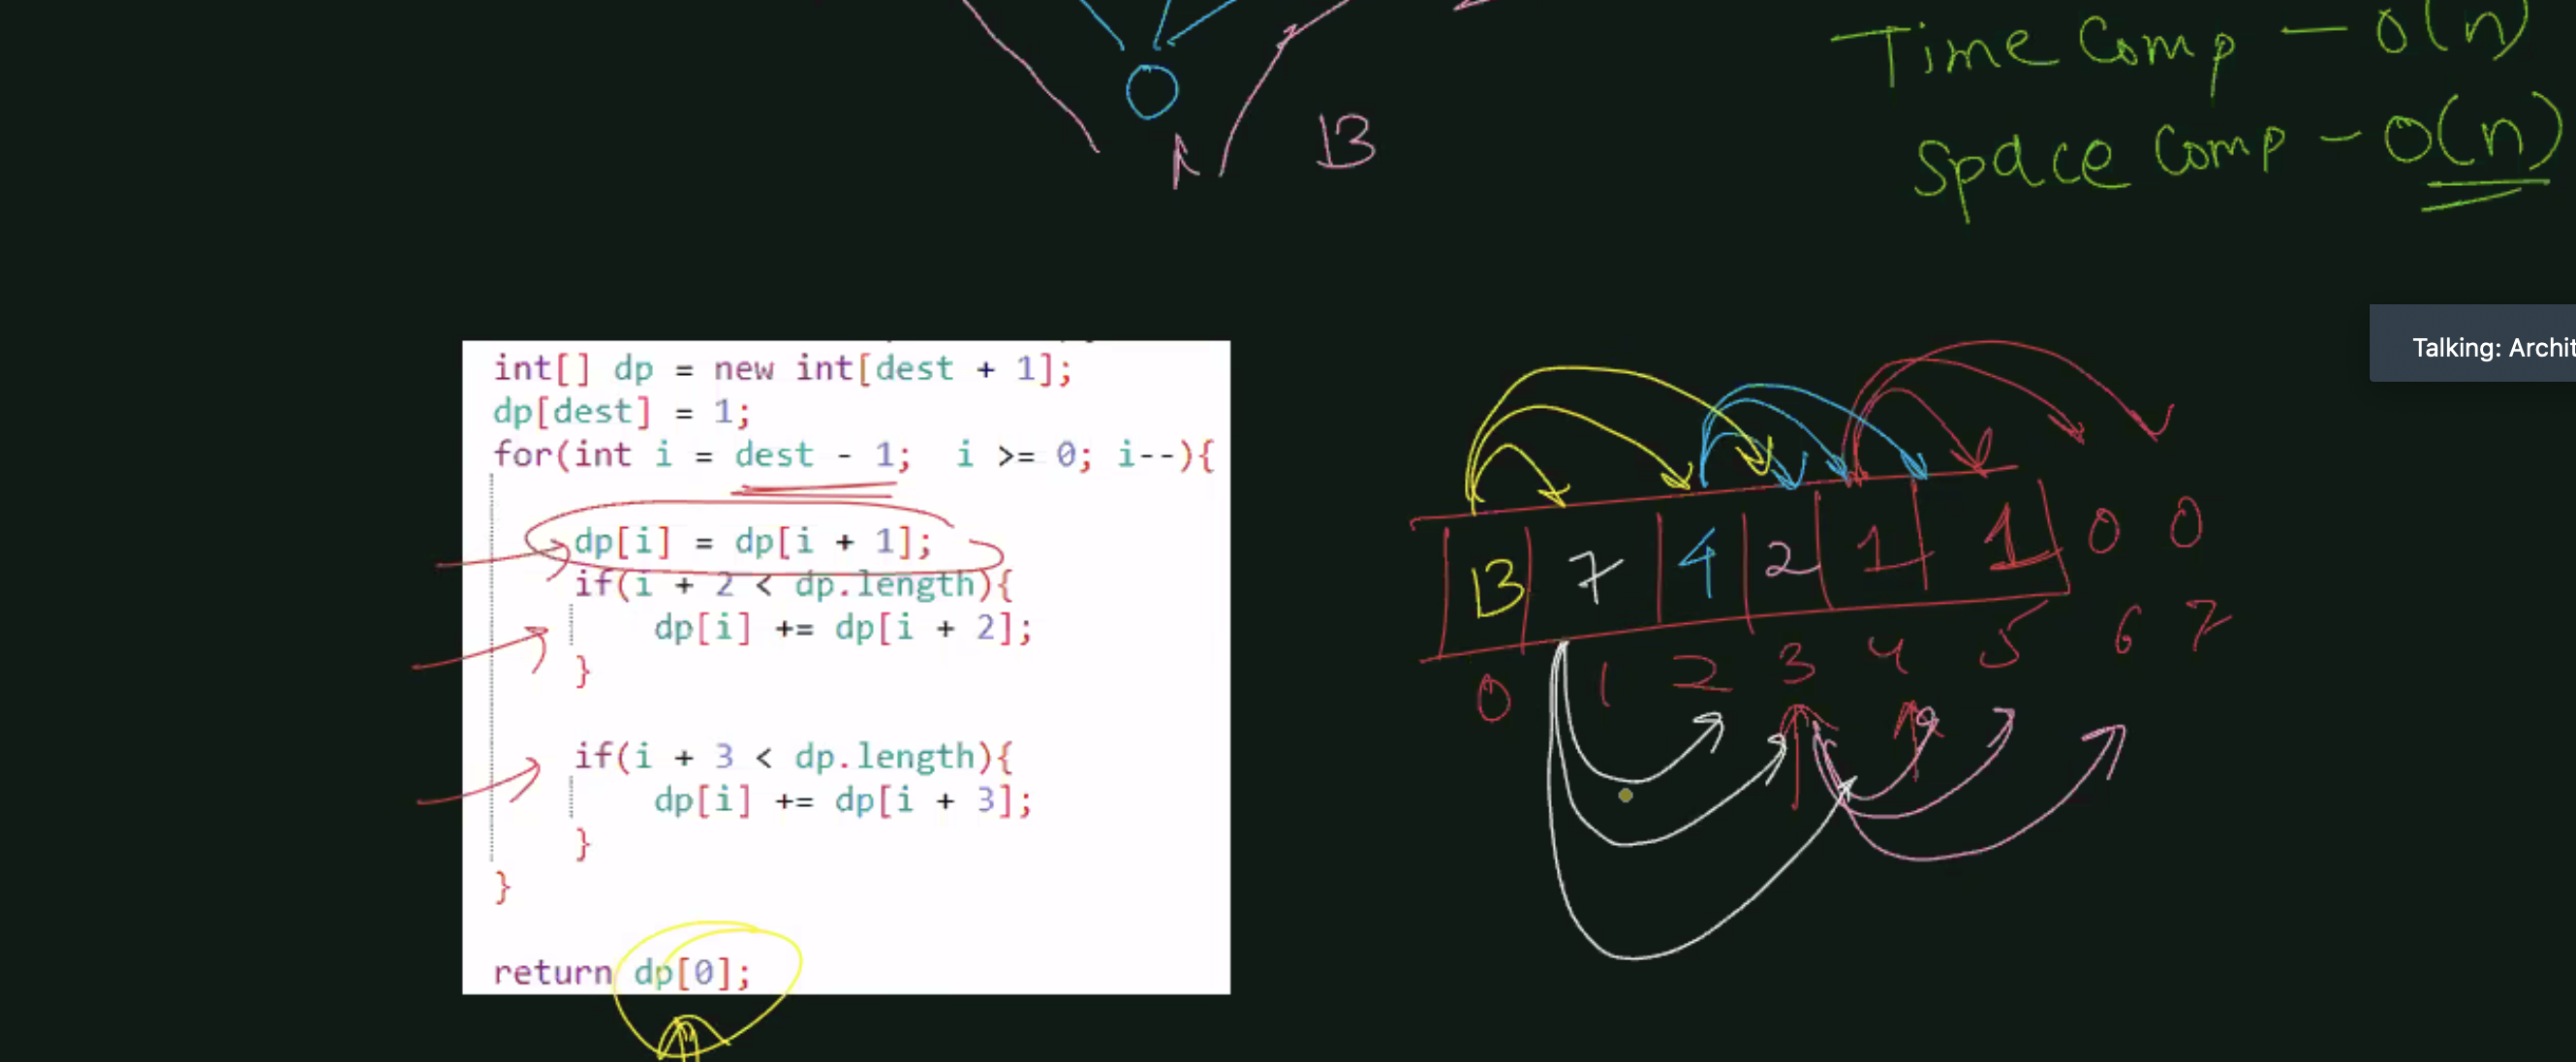 Time Comp - O(n)
Space Comp - O(n)
13
Talking: Archit
int[] dp = new int[dest + 1];
dp[dest] = 1;
for(int i = dest - 1; i >= 0; i--){
dp[i] = dp[i + 1];
if(i + 2 < dp.length){
dp[i] += dp[i + 2];
}
if(i + 3 < dp.length){
dp[i] += dp[i + 3];
}
}
return dp[0];
13 7 4 2 1 1 0 0
0 1 2 3 4 5 6 7